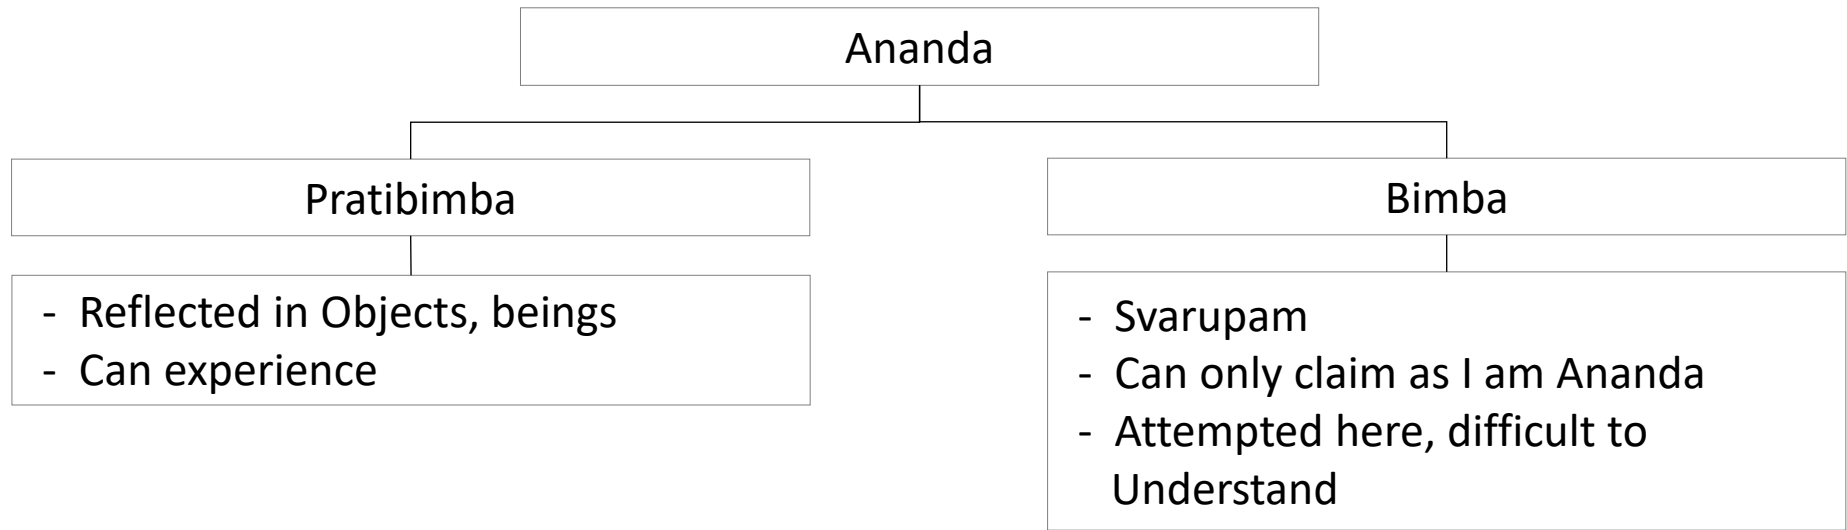 Ananda
Pratibimba
- Reflected in Objects, beings
- Can experience
Bimba
- Svarupam
- Can only claim as I am Ananda
- Attempted here, difficult to
Understand